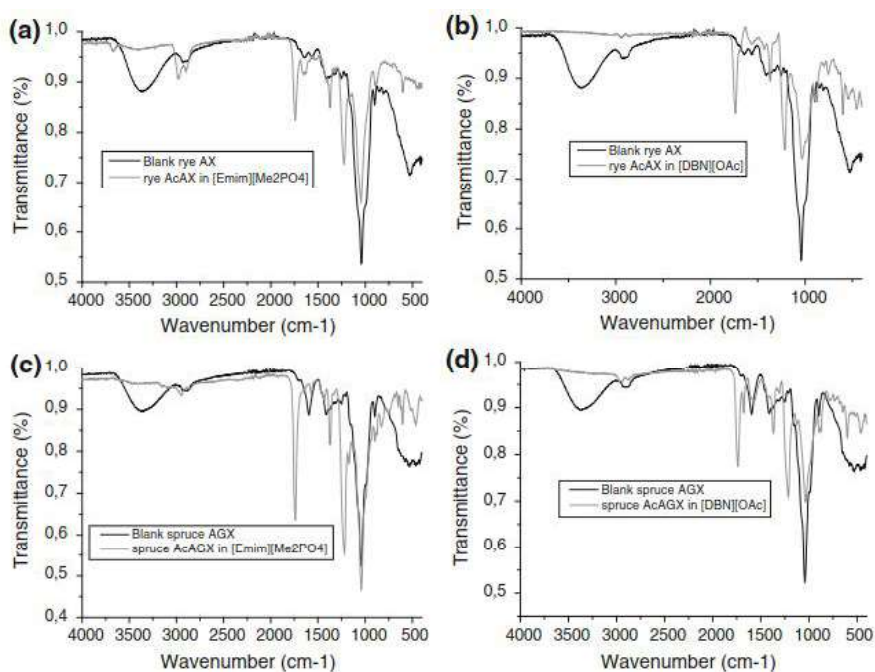 (a)
1,0
0,9
0,8
0,7
0,6
0,5
Transmittance (%)
Blank rye AX
rye AcAX in [Emim][Me2PO4]
4000 3500 3000 2500 2000 1500 1000 500
Wavenumber (cm-1)
(b)
1,0
0,9
0,8
0,7
0,6
0,5
Transmittance (%)
Blank rye AX
rye AcAX in [DBN][OAc]
4000 3000 2000 1000
Wavenumber (cm-1)
(c)
1,0
0,9
0,8
0,7
0,6
0,5
0,4
Transmittance (%)
Blank spruce AGX
spruce AcAGX in [Emim][Me2PO4]
4000 3500 3000 2500 2000 1500 1000 500
Wavenumber (cm-1)
(d)
1,0
0,9
0,8
0,7
0,6
0,5
Transmittance (%)
Blank spruce AGX
spruce AcAGX in [DBN][OAc]
4000 3500 3000 2500 2000 1500 1000 500
Wavenumber (cm-1)